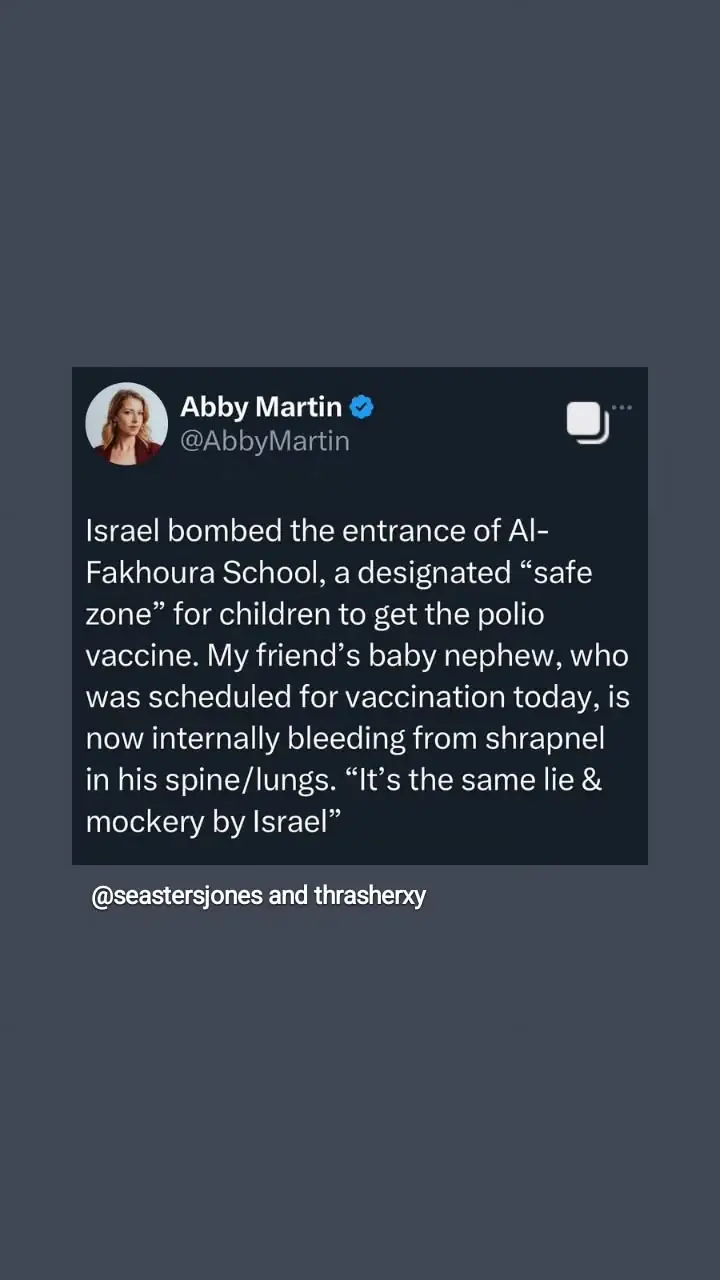 Abby Martin
@AbbyMartin
Israel bombed the entrance of Al-
Fakhoura School, a designated “safe
zone” for children to get the polio
vaccine. My friend’s baby nephew, who
was scheduled for vaccination today, is
now internally bleeding from shrapnel
in his spine/lungs. “It’s the same lie &
mockery by Israel”
@seastersjones and thrasherxy